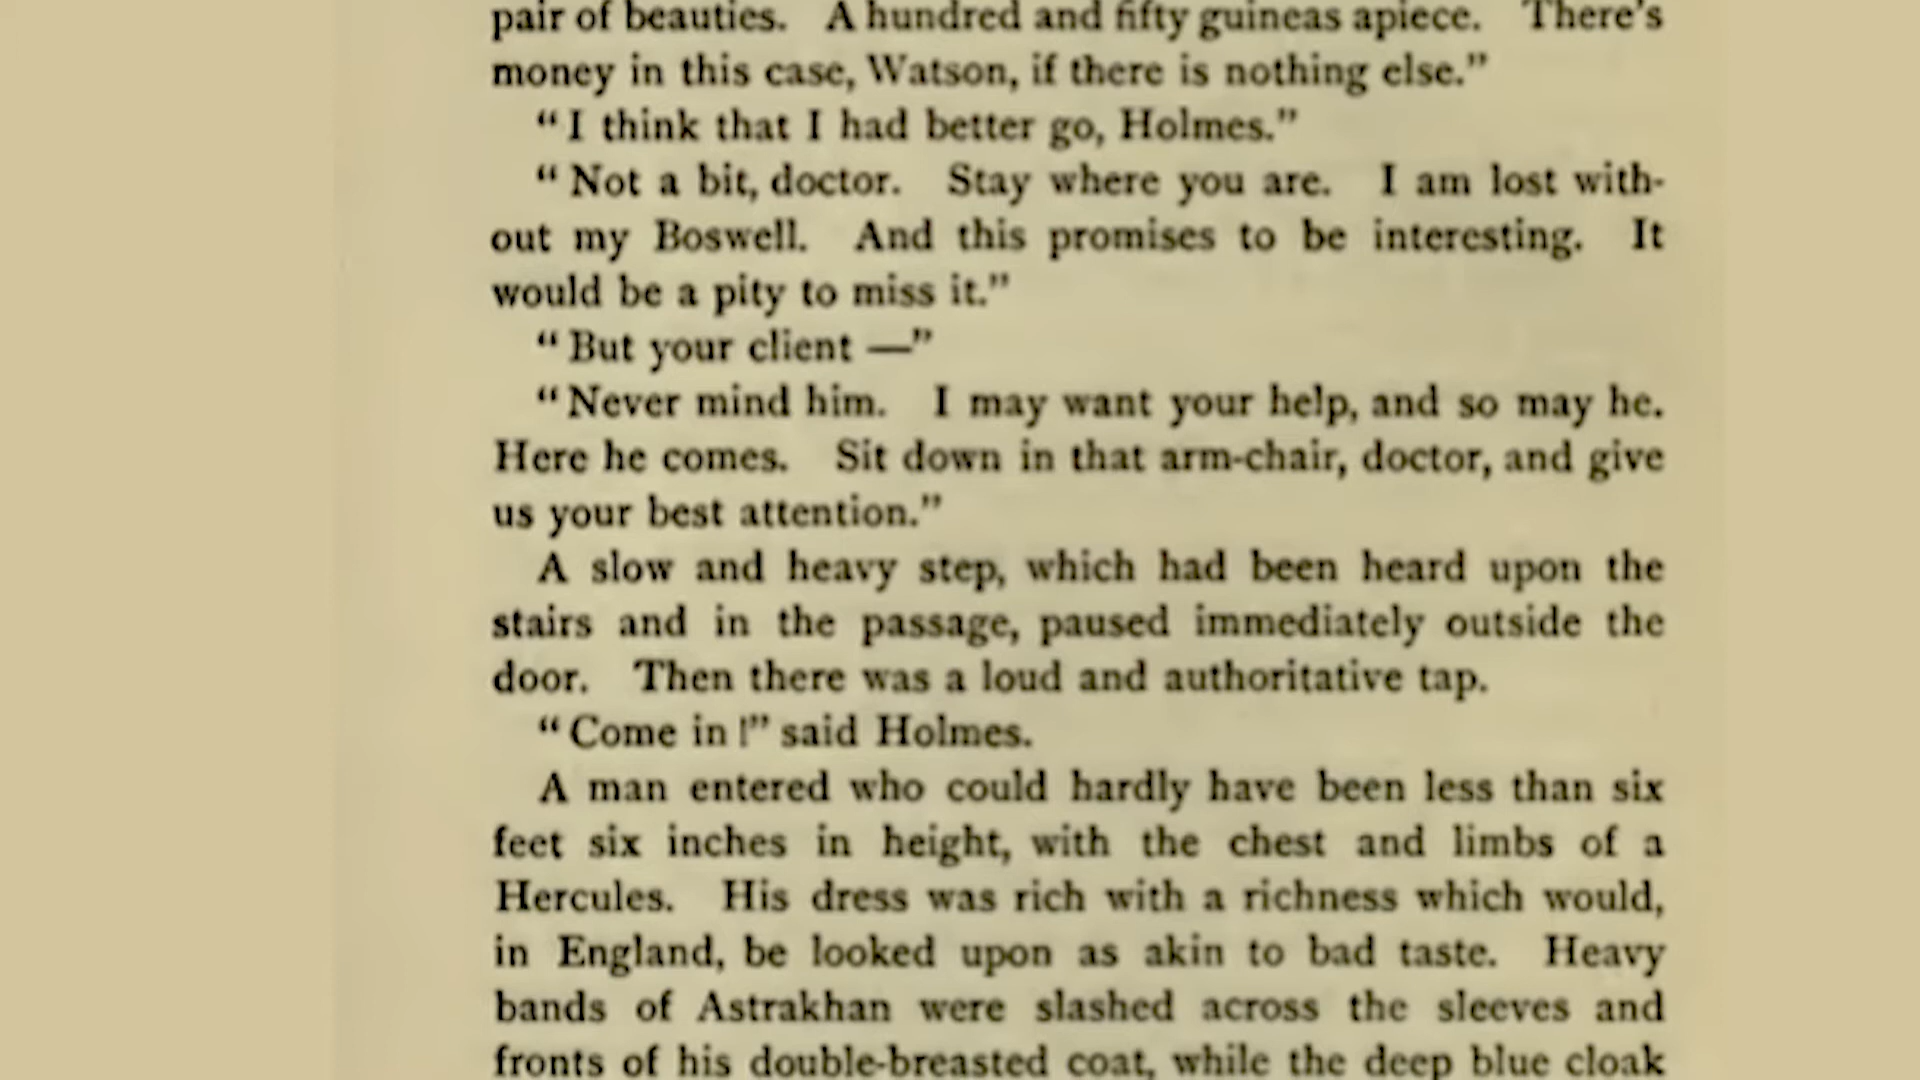 pair of beauties. A hundred and fifty guineas apiece. There's
money in this case, Watson, if there is nothing else.”
“I think that I had better go, Holmes.”
“Not a bit, doctor. Stay where you are. I am lost with-
out my Boswell. And this promises to be interesting. It
would be a pity to miss it.”
“But your client —”
“Never mind him. I may want your help, and so may he.
Here he comes. Sit down in that arm-chair, doctor, and give
us your best attention.”
A slow and heavy step, which had been heard upon the
stairs and in the passage, paused immediately outside the
door. Then there was a loud and authoritative tap.
“Come in !” said Holmes.
A man entered who could hardly have been less than six
feet six inches in height, with the chest and limbs of a
Hercules. His dress was rich with a richness which would,
in England, be looked upon as akin to bad taste. Heavy
bands of Astrakhan were slashed across the sleeves and
fronts of his double-breasted coat, while the deep blue cloak